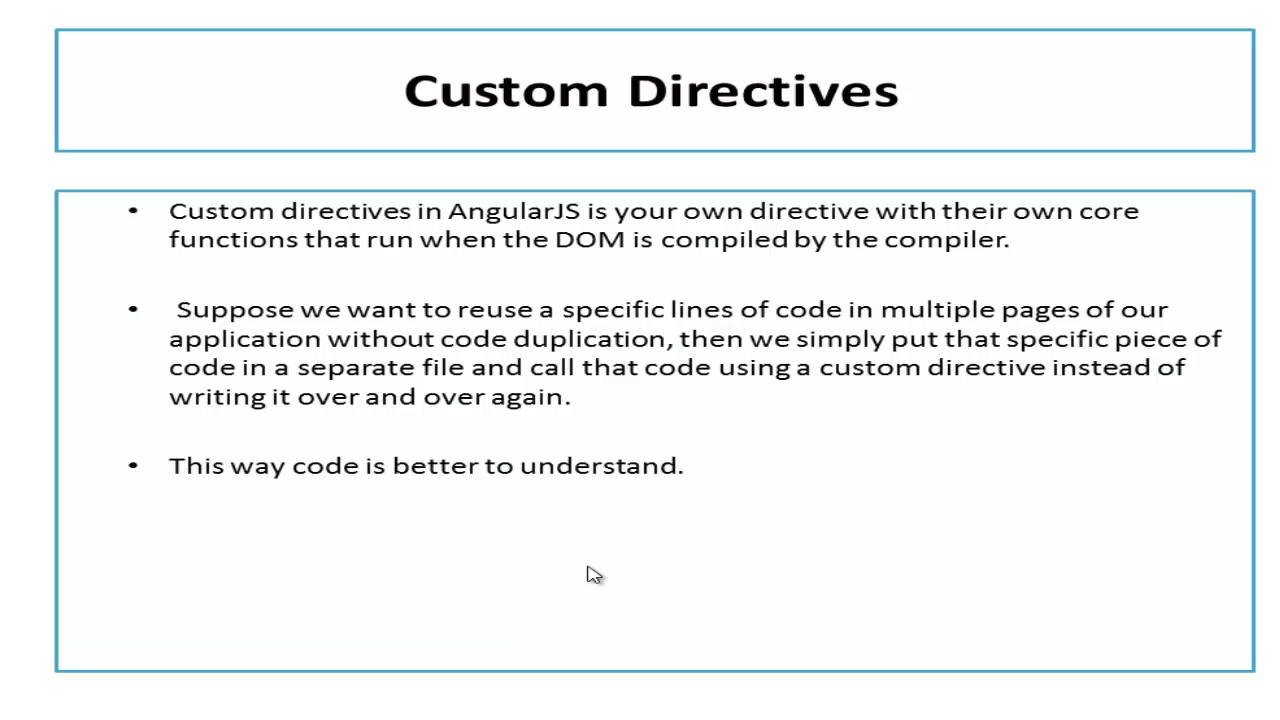 Custom Directives
• Custom directives in AngularJS is your own directive with their own core
functions that run when the DOM is compiled by the compiler.
• Suppose we want to reuse a specific lines of code in multiple pages of our
application without code duplication, then we simply put that specific piece of
code in a separate file and call that code using a custom directive instead of
writing it over and over again.
• This way code is better to understand.